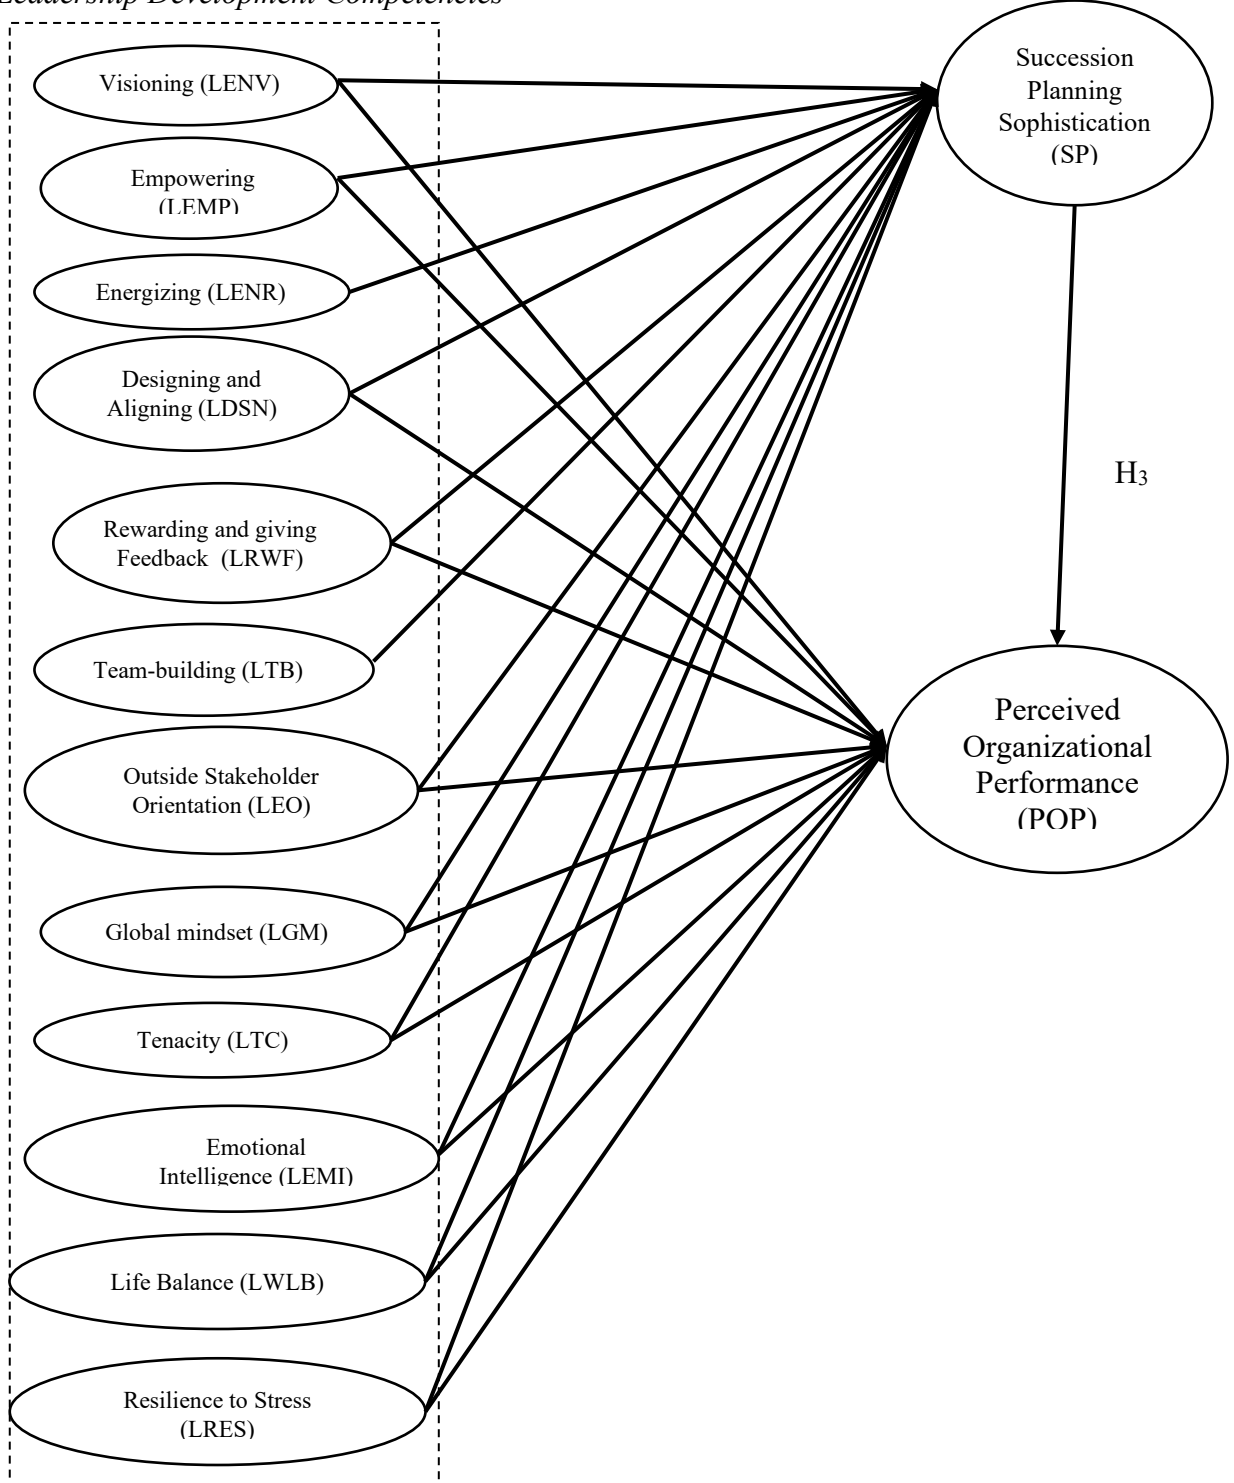 Leadership Development Competencies
Visioning (LENV)
Empowering
(LEMP)
Energizing (LENR)
Designing and
Aligning (LDSN)
Rewarding and giving
Feedback (LRWF)
Team-building (LTB)
Outside Stakeholder
Orientation (LEO)
Global mindset (LGM)
Tenacity (LTC)
Emotional
Intelligence (LEMI)
Life Balance (LWLB)
Resilience to Stress
(LRES)
Succession
Planning
Sophistication
(SP)
H₃
Perceived
Organizational
Performance
(POP)